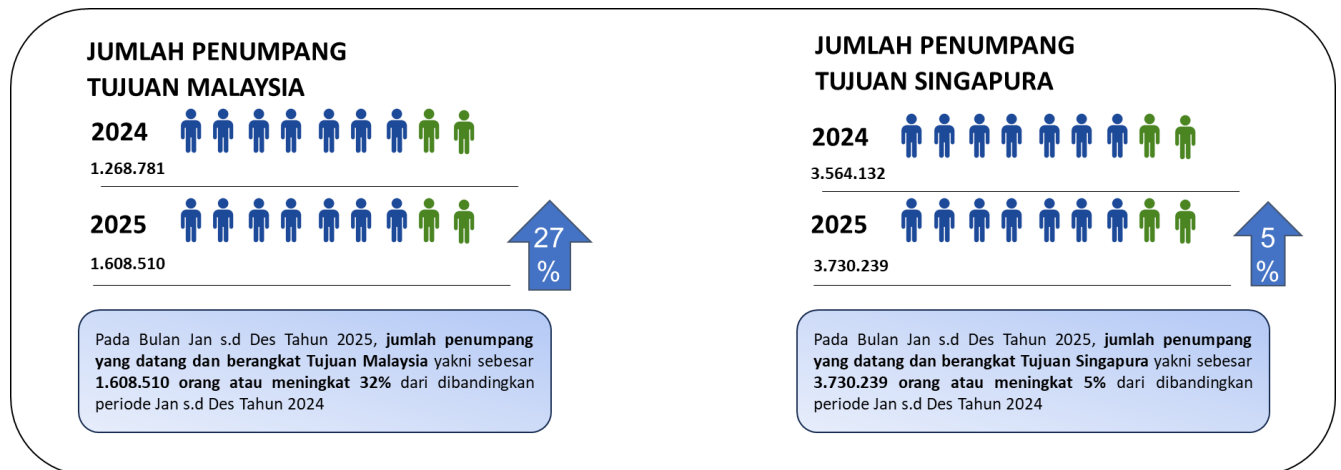 JUMLAH PENUMPANG
TUJUAN MALAYSIA
2024
1.268.781
2025
1.608.510
27
%
Pada Bulan Jan s.d Des Tahun 2025, jumlah penumpang
yang datang dan berangkat Tujuan Malaysia yakni sebesar
1.608.510 orang atau meningkat 32% dari dibandingkan
periode Jan s.d Des Tahun 2024
JUMLAH PENUMPANG
TUJUAN SINGAPURA
2024
3.564.132
2025
3.730.239
5
%
Pada Bulan Jan s.d Des Tahun 2025, jumlah penumpang
yang datang dan berangkat Tujuan Singapura yakni sebesar
3.730.239 orang atau meningkat 5% dari dibandingkan
periode Jan s.d Des Tahun 2024